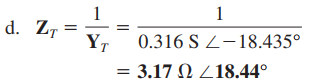 d. Z_T = 1/Y_T = 1/(0.316 S ∠−18.435°)
= 3.17 Ω ∠18.44°